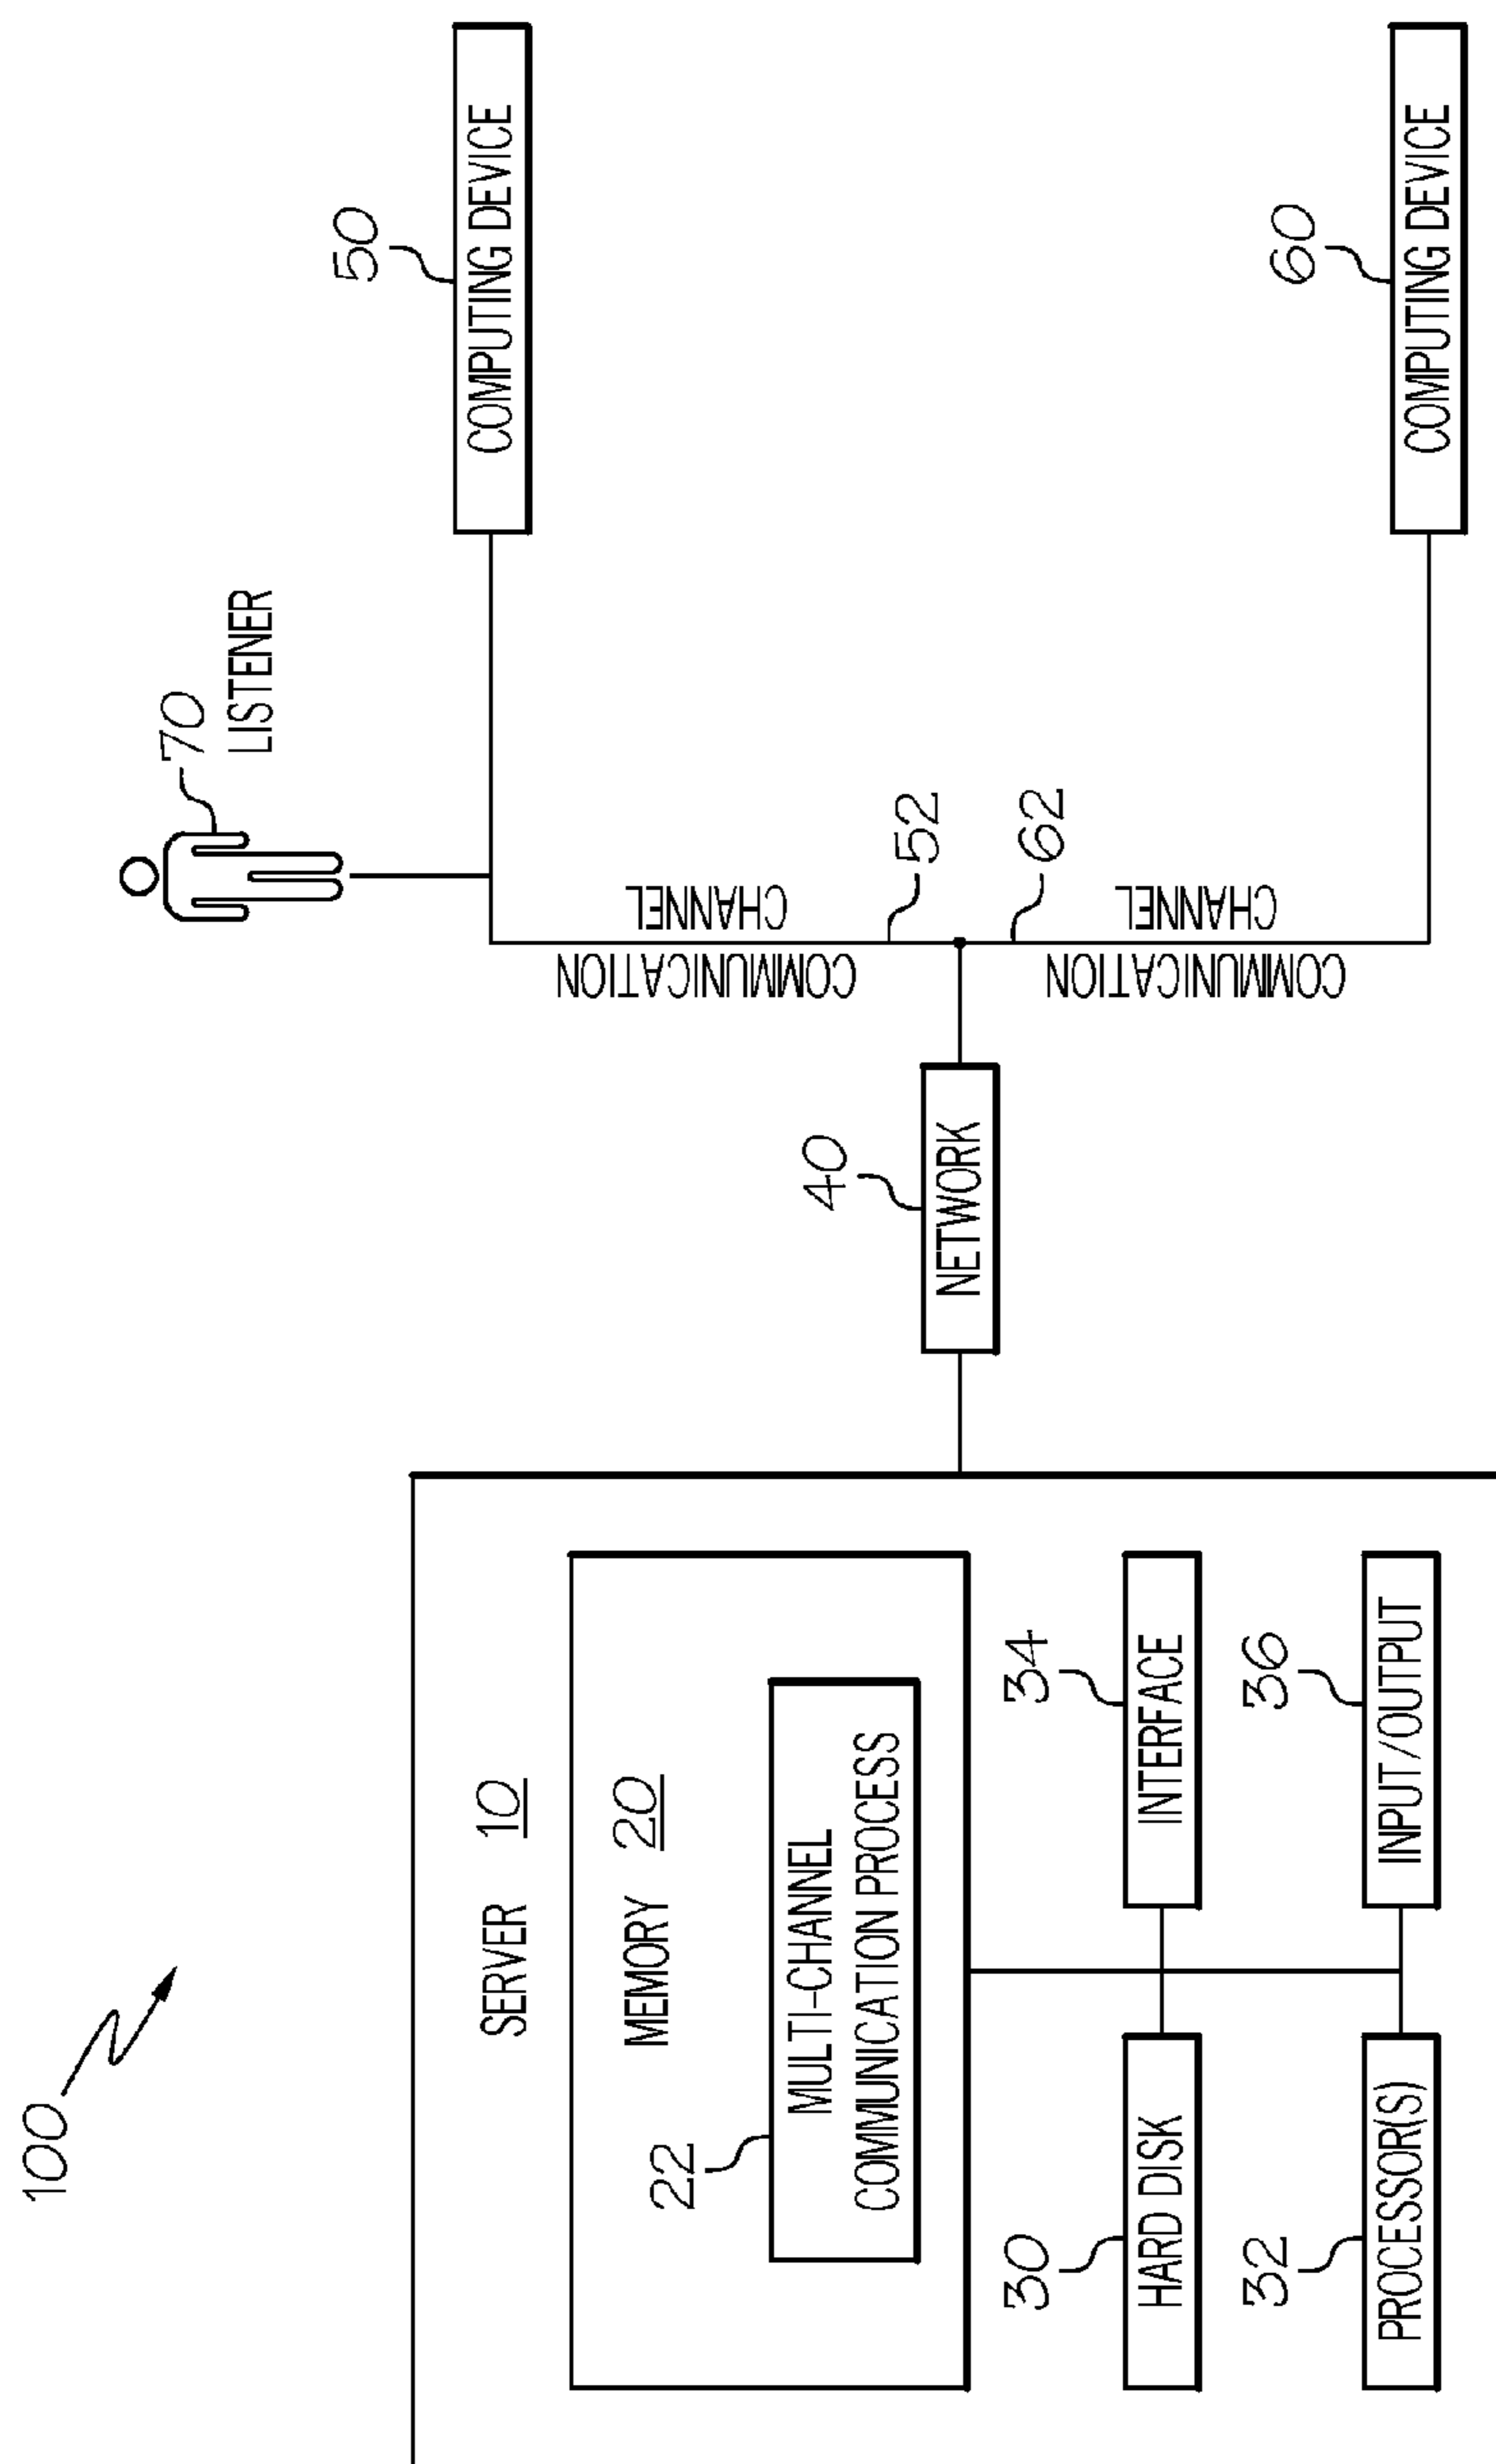 100
SERVER 10
MEMORY 20
22
MULTI-CHANNEL
COMMUNICATION PROCESS
30
HARD DISK
34
INTERFACE
32
PROCESSOR(S)
36
INPUT/OUTPUT
40
NETWORK
70
LISTENER
COMMUNICATION
CHANNEL
52
62
COMMUNICATION
CHANNEL
50
COMPUTING DEVICE
60
COMPUTING DEVICE